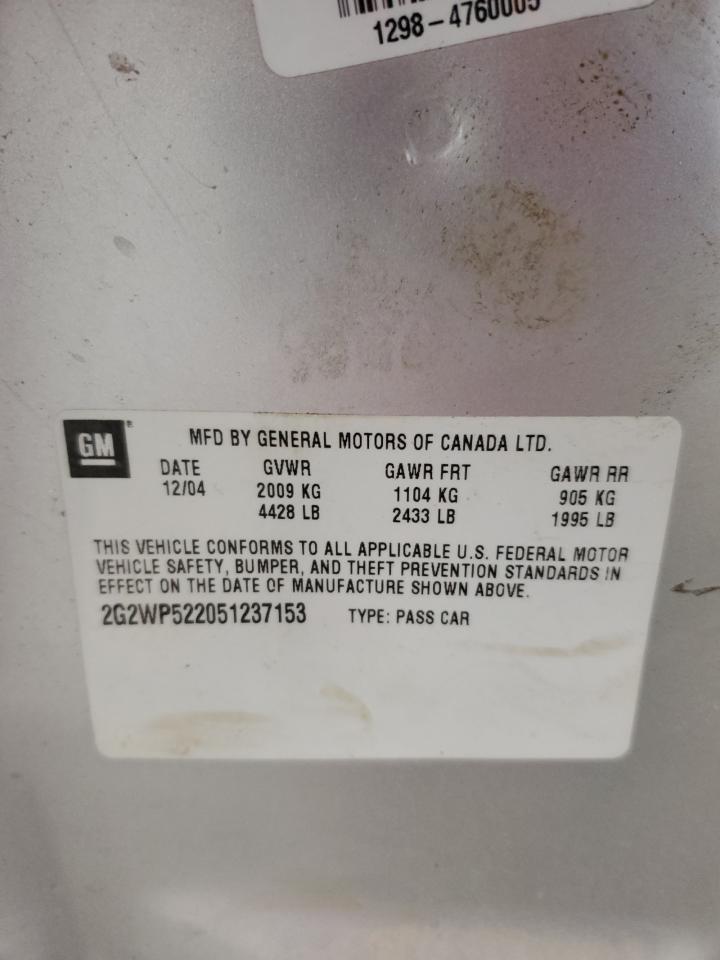 1298-4760005
GM
MFD BY GENERAL MOTORS OF CANADA LTD.
DATE GVWR GAWR FRT GAWR RR
12/04 2009 KG 1104 KG 905 KG
4428 LB 2433 LB 1995 LB
THIS VEHICLE CONFORMS TO ALL APPLICABLE U.S. FEDERAL MOTOR
VEHICLE SAFETY, BUMPER, AND THEFT PREVENTION STANDARDS IN
EFFECT ON THE DATE OF MANUFACTURE SHOWN ABOVE.
2G2WP522051237153 TYPE: PASS CAR